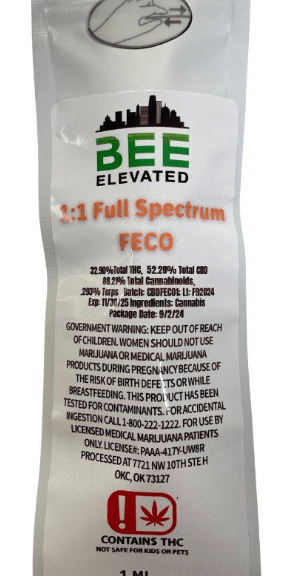 BEE
ELEVATED
1:1 Full Spectrum
FECO
32.90%Total THC, 52.28% Total CBD
88.21% Total Cannabinoids,
.293% Terps Batch: CBDFECO1: LI: F92024
Exp: 11/30/25 Ingredients: Cannabis
Package Date: 9/2/24
GOVERNMENT WARNING: KEEP OUT OF REACH
OF CHILDREN. WOMEN SHOULD NOT USE
MARIJUANA OR MEDICAL MARIJUANA
PRODUCTS DURING PREGNANCY BECAUSE OF
THE RISK OF BIRTH DEFECTS OR WHILE
BREASTFEEDING. THIS PRODUCT HAS BEEN
TESTED FOR CONTAMINANTS. FOR ACCIDENTAL
INGESTION CALL 1-800-222-1222. FOR USE BY
LICENSED MEDICAL MARIJUANA PATIENTS
ONLY. LICENSE#: PAAA-417Y-UW8R
PROCESSED AT 7721 NW 10TH STE H
OKC, OK 73127
CONTAINS THC
NOT SAFE FOR KIDS OR PETS
1 ML